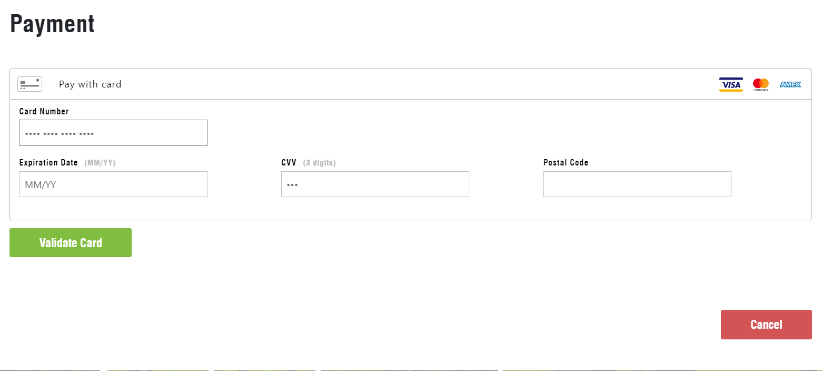 Payment
Pay with card
VISA
AMEX
Card Number
---- ---- ---- ----
Expiration Date (MM/YY)
CVV (3 digits)
Postal Code
MM/YY
---
Validate Card
Cancel